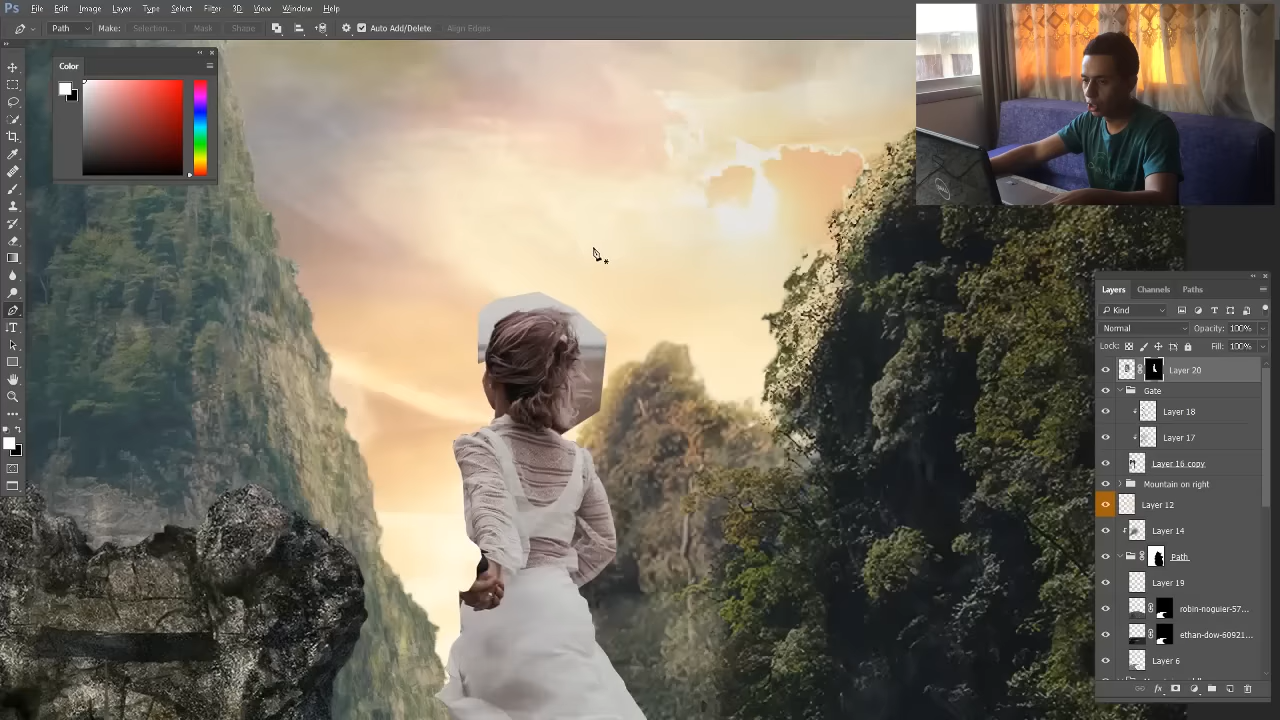 Ps File Edit Image Layer Type Select Filter 3D View Window Help
Path Make: Selection... Mask Shape Auto Add/Delete Align Edges
Color
DELL
Layers Channels Paths
Kind
Normal Opacity: 100%
Lock: Fill: 100%
Layer 20
Gate
Layer 18
Layer 17
Layer 16 copy
Mountain on right
Layer 12
Layer 14
Path
Layer 19
robin-noguier-57...
ethan-dow-60921...
Layer 6